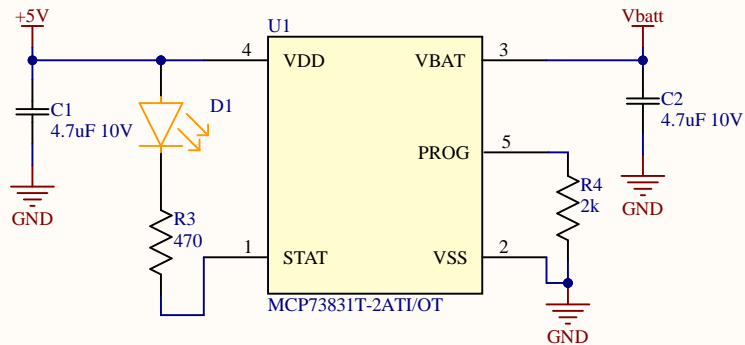 +5V
U1
Vbatt
4
VDD
VBAT
3
C1
4.7uF 10V
D1
C2
4.7uF 10V
PROG
5
GND
R3
470
R4
2k
GND
1
STAT
VSS
2
MCP73831T-2ATI/OT
GND